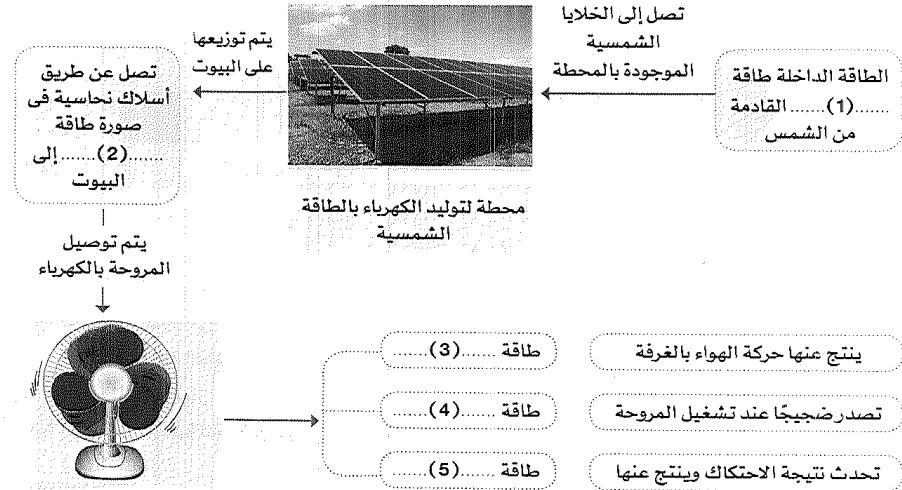 الطاقة الداخلة طاقة
......(1)...... القادمة
من الشمس
تصل إلى الخلايا
الشمسية
الموجودة بالمحطة
محطة لتوليد الكهرباء بالطاقة
الشمسية
يتم توزيعها
على البيوت
تصل عن طريق
أسلاك نحاسية فى
صورة طاقة
......(2)...... إلى
البيوت
يتم توصيل
المروحة بالكهرباء
ينتج عنها حركة الهواء بالغرفة
طاقة ......(3)......
تصدر ضجيجًا عند تشغيل المروحة
طاقة ......(4)......
تحدث نتيجة الاحتكاك وينتج عنها
طاقة ......(5)......